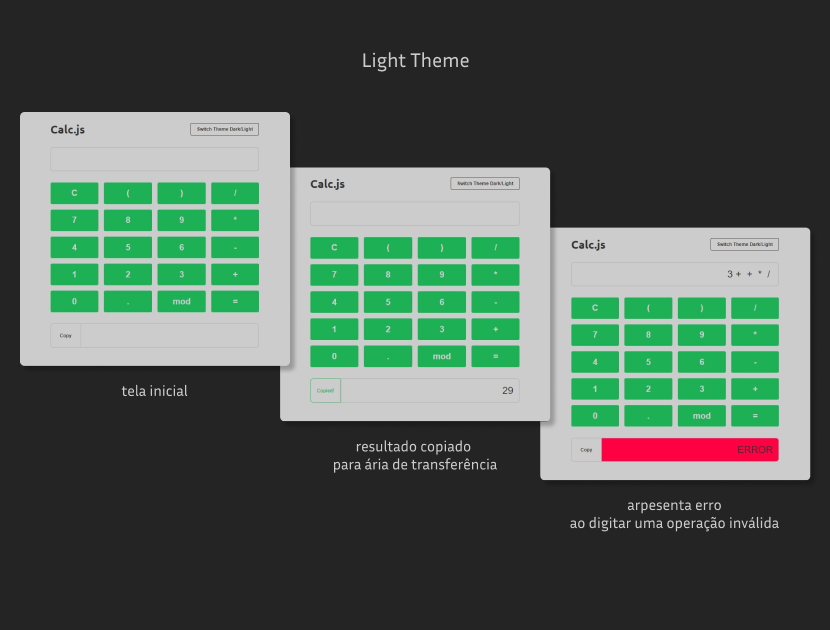 Light Theme
Calc.js
Switch Theme Dark/Light
C ( ) /
7 8 9 *
4 5 6 -
1 2 3 +
0 . mod =
Copy
tela inicial
Calc.js
Switch Theme Dark/Light
C ( ) /
7 8 9 *
4 5 6 -
1 2 3 +
0 . mod =
Copied! 29
resultado copiado
para ária de transferência
Calc.js
Switch Theme Dark/Light
3 + + * /
C ( ) /
7 8 9 *
4 5 6 -
1 2 3 +
0 . mod =
Copy ERROR
arpesenta erro
ao digitar uma operação inválida